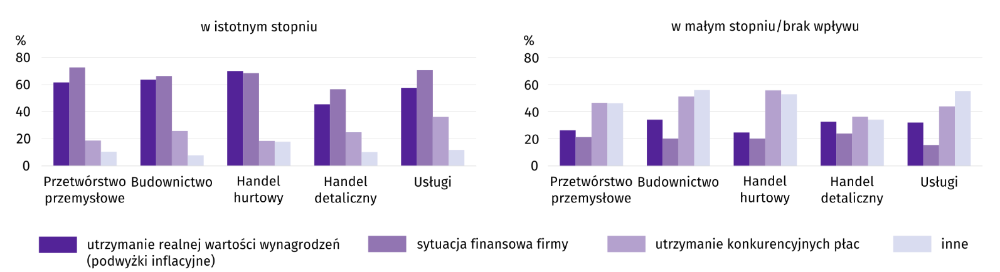 w istotnym stopniu
%
80
60
40
20
0
Przetwórstwo przemysłowe
Budownictwo
Handel hurtowy
Handel detaliczny
Usługi
w małym stopniu/brak wpływu
%
80
60
40
20
0
Przetwórstwo przemysłowe
Budownictwo
Handel hurtowy
Handel detaliczny
Usługi
utrzymanie realnej wartości wynagrodzeń
(podwyżki inflacyjne)
sytuacja finansowa firmy
utrzymanie konkurencyjnych płac
inne